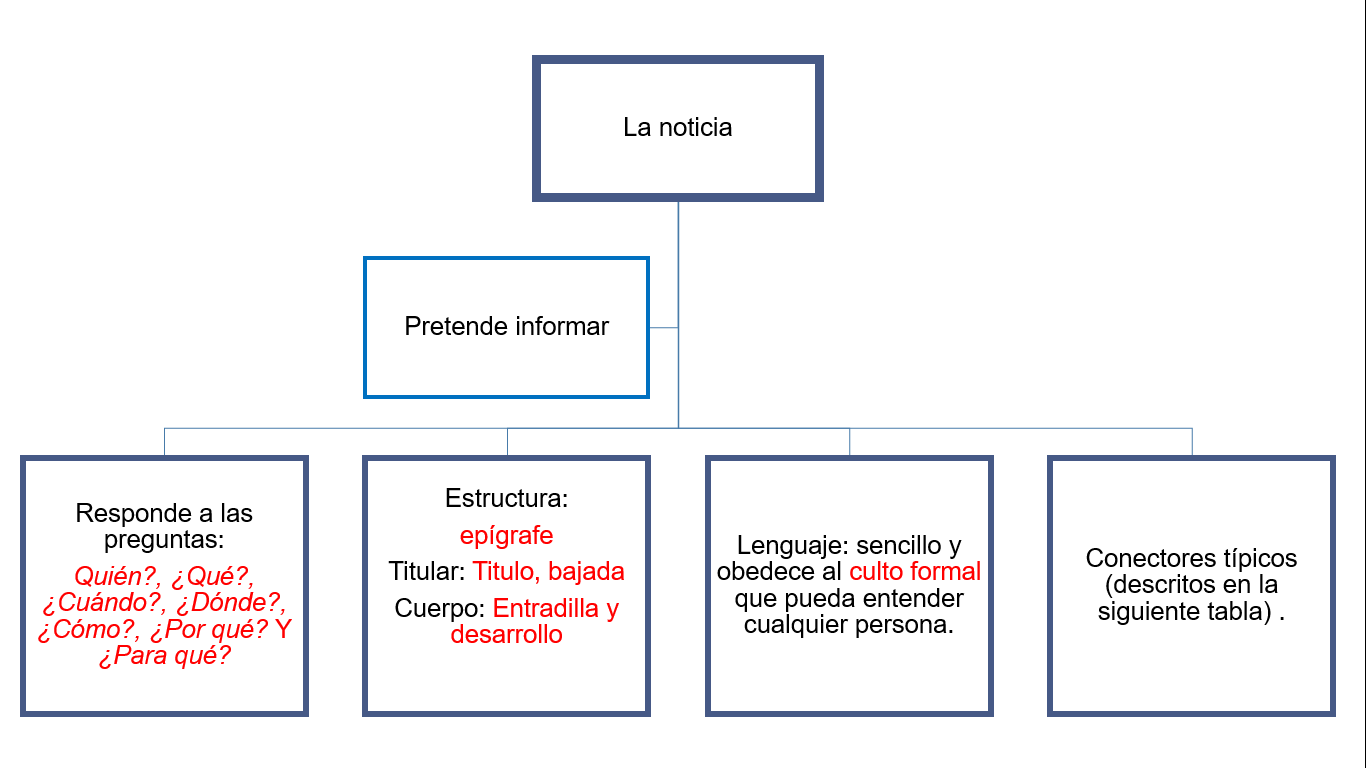 La noticia
Pretende informar
Responde a las
preguntas:
Quién?, ¿Qué?,
¿Cuándo?, ¿Dónde?,
¿Cómo?, ¿Por qué? Y
¿Para qué?
Estructura:
epígrafe
Titular: Titulo, bajada
Cuerpo: Entradilla y
desarrollo
Lenguaje: sencillo y
obedece al culto formal
que pueda entender
cualquier persona.
Conectores típicos
(descritos en la
siguiente tabla) .